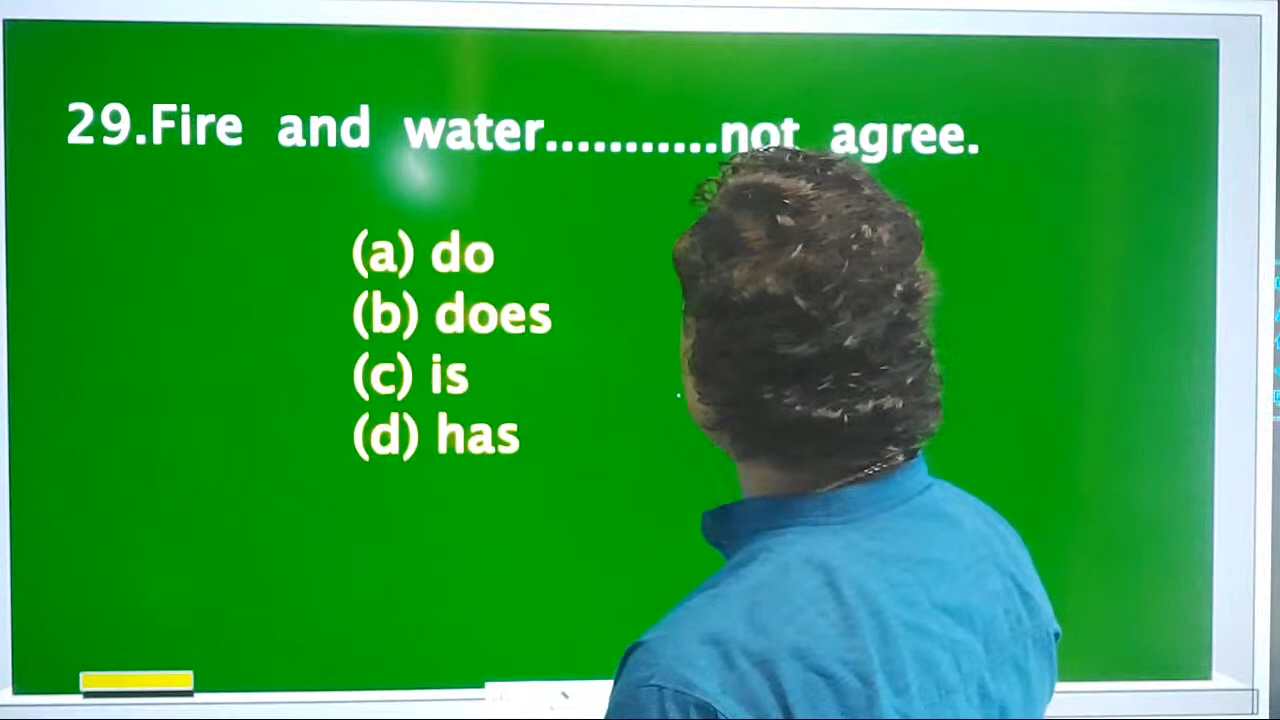 29.Fire and water...........not agree.
(a) do
(b) does
(c) is
(d) has